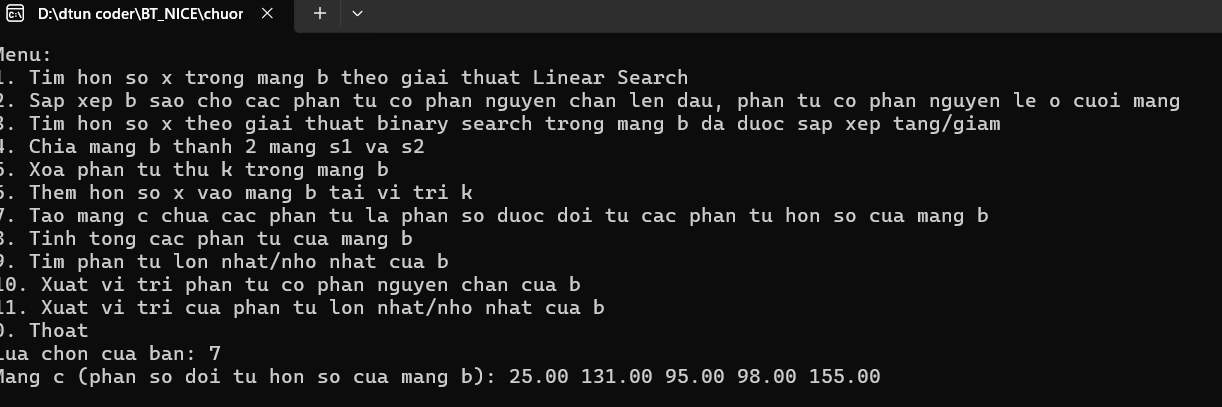 D:\dtun coder\BT_NICE\chuor
Menu:
1. Tim hon so x trong mang b theo giai thuat Linear Search
2. Sap xep b sao cho cac phan tu co phan nguyen chan len dau, phan tu co phan nguyen le o cuoi mang
3. Tim hon so x theo giai thuat binary search trong mang b da duoc sap xep tang/giam
4. Chia mang b thanh 2 mang s1 va s2
5. Xoa phan tu thu k trong mang b
6. Them hon so x vao mang b tai vi tri k
7. Tao mang c chua cac phan tu la phan so duoc doi tu cac phan tu hon so cua mang b
8. Tinh tong cac phan tu cua mang b
9. Tim phan tu lon nhat/nho nhat cua b
10. Xuat vi tri phan tu co phan nguyen chan cua b
11. Xuat vi tri cua phan tu lon nhat/nho nhat cua b
0. Thoat
Lua chon cua ban: 7
Mang c (phan so doi tu hon so cua mang b): 25.00 131.00 95.00 98.00 155.00